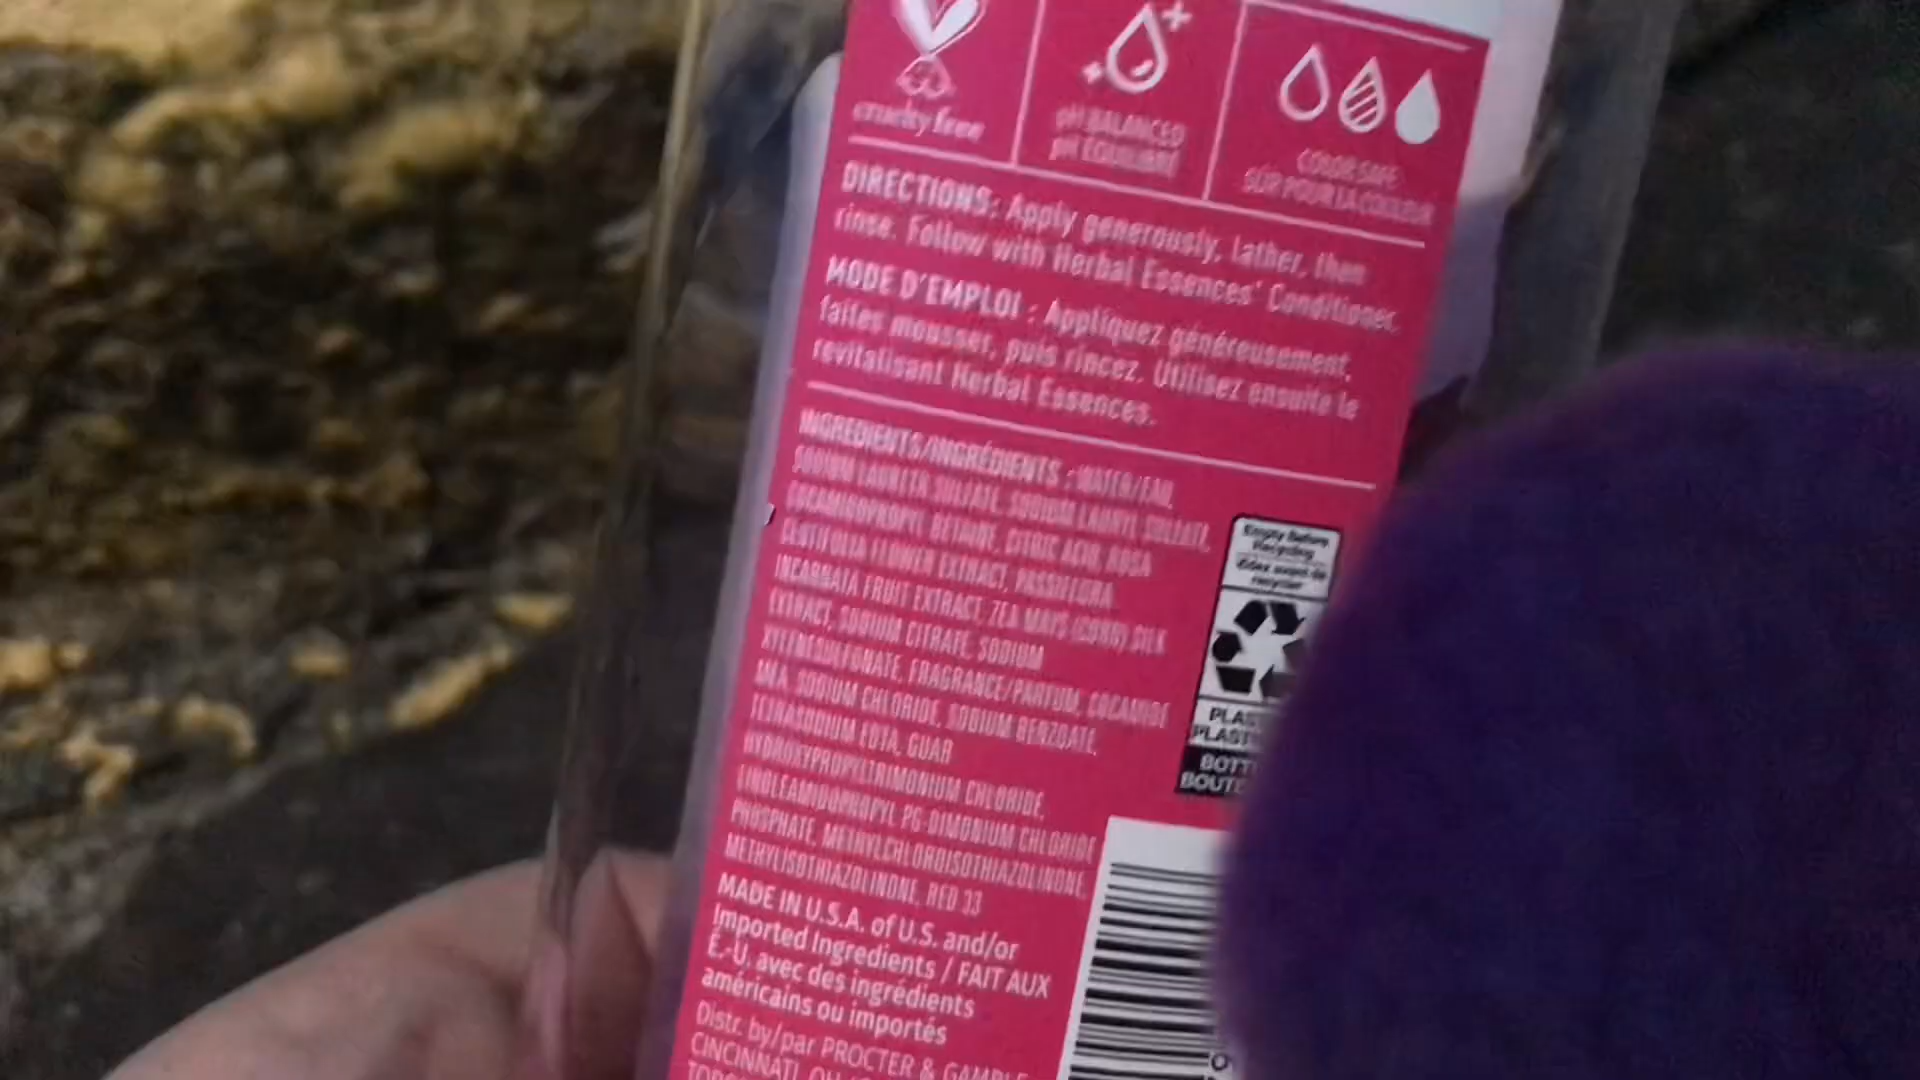 cruelty free
pH BALANCED
pH ÉQUILIBRÉ
COLOR SAFE
SÛR POUR LA COULEUR
DIRECTIONS: Apply generously, lather, then
rinse. Follow with Herbal Essences' Conditioner.
MODE D'EMPLOI : Appliquez généreusement,
faites mousser, puis rincez. Utilisez ensuite le
revitalisant Herbal Essences.
INGREDIENTS/INGRÉDIENTS : WATER/EAU,
SODIUM LAURETH SULFATE, SODIUM LAURYL SULFATE,
COCAMIDOPROPYL BETAINE, CITRIC ACID, ROSA
CENTIFOLIA FLOWER EXTRACT, PASSIFLORA
INCARNATA FRUIT EXTRACT, ZEA MAYS (CORN) SILK
EXTRACT, SODIUM CITRATE, SODIUM
XYLENESULFONATE, FRAGRANCE/PARFUM, COCAMIDE
MEA, SODIUM CHLORIDE, SODIUM BENZOATE,
TETRASODIUM EDTA, GUAR
HYDROXYPROPYLTRIMONIUM CHLORIDE,
LINOLEAMIDOPROPYL PG-DIMONIUM CHLORIDE
PHOSPHATE, METHYLCHLOROISOTHIAZOLINONE,
METHYLISOTHIAZOLINONE, RED 33
Empty Before
Recycling
Videz avant de
recycler
PLAS
PLAST
BOTT
BOUTE
MADE IN U.S.A. of U.S. and/or
Imported Ingredients / FAIT AUX
É.-U. avec des ingrédients
américains ou importés
Distr. by/par PROCTER & GAMBLE
CINCINNATI, OH